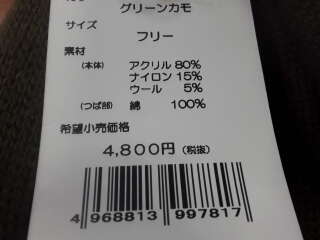 グリーンカモ
サイズ
フリー
素材
(本体) アクリル 80%
ナイロン 15%
ウール 5%
(つば部) 綿 100%
希望小売価格
4,800円 (税抜)
4 968813 997817